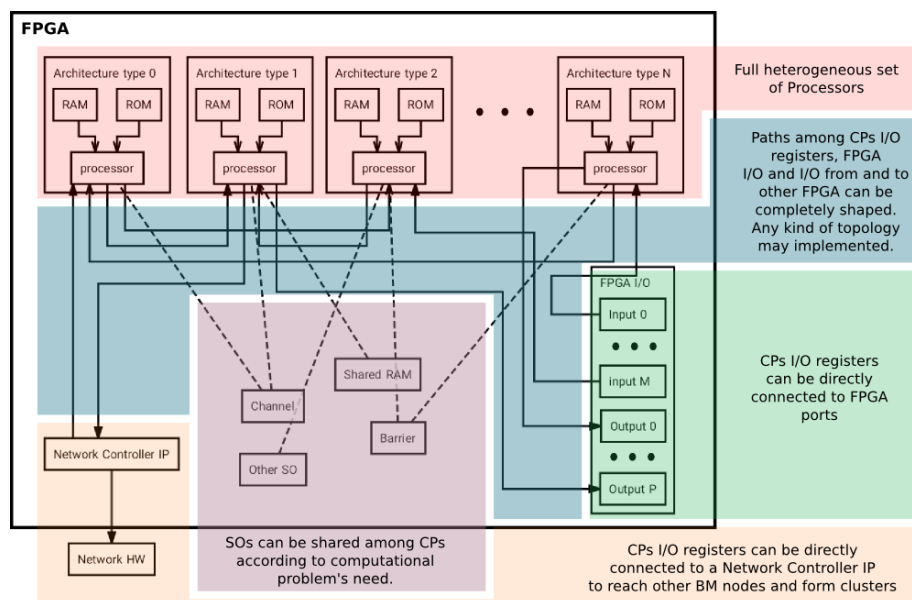 FPGA
Architecture type 0
RAM
ROM
processor
Architecture type 1
RAM
ROM
processor
Architecture type 2
RAM
ROM
processor
Architecture type N
RAM
ROM
processor
Full heterogeneous set
of Processors
Paths among CPs I/O
registers, FPGA
I/O and I/O from and to
other FPGA can be
completely shaped.
Any kind of topology
may implemented.
FPGA I/O
Input 0
input M
Output 0
Output P
CPs I/O registers
can be directly
connected to FPGA
ports
Shared RAM
Channel
Barrier
Other SO
Network Controller IP
Network HW
SOs can be shared among CPs
according to computational
problem's need.
CPs I/O registers can be directly
connected to a Network Controller IP
to reach other BM nodes and form clusters